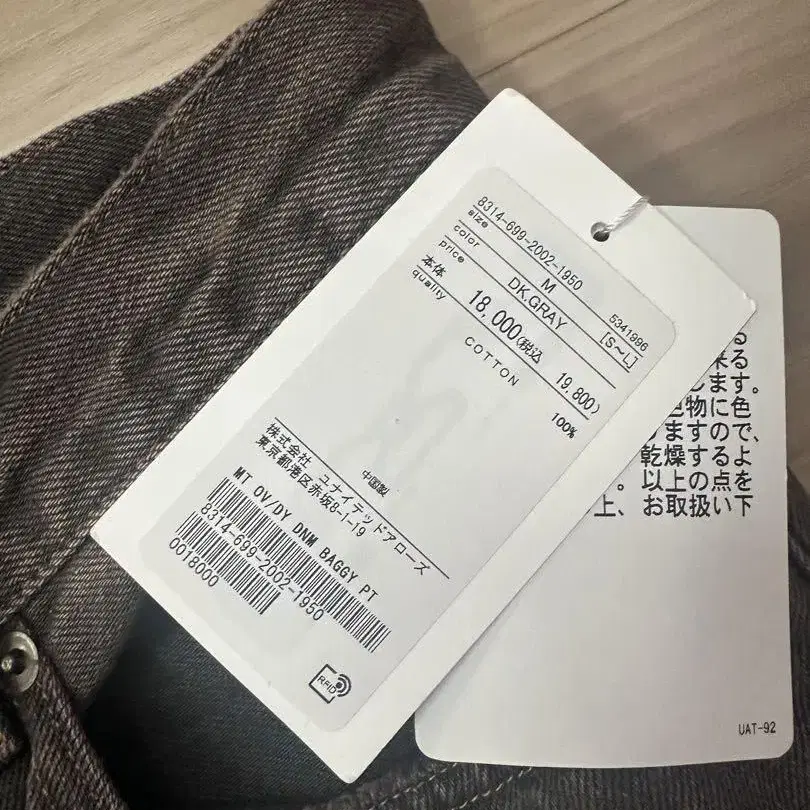 8314-699-2002-1950
size M 5341986
color DK.GRAY [S~L]
price
本体 18,000(税込 19,800)
quality
COTTON 100%
中国製
株式会社 ユナイテッドアローズ
東京都港区赤坂8-1-19
MT OV/DY DNM BAGGY PT
8314-699-2002-1950
0018000
RFID
る
来る
します。
色物に色
ますので、
乾燥するよ
。以上の点を
上、お取扱い下
UAT-92